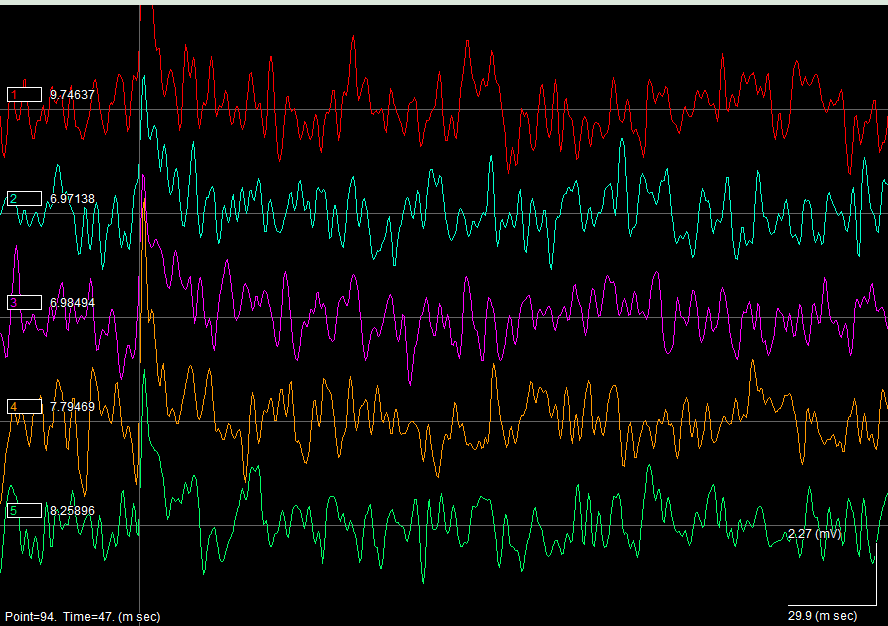 1 9.74637
2 6.97138
3 6.98494
4 7.79469
5 8.25896
2.27 (mV)
29.9 (m sec)
Point=94. Time=47. (m sec)